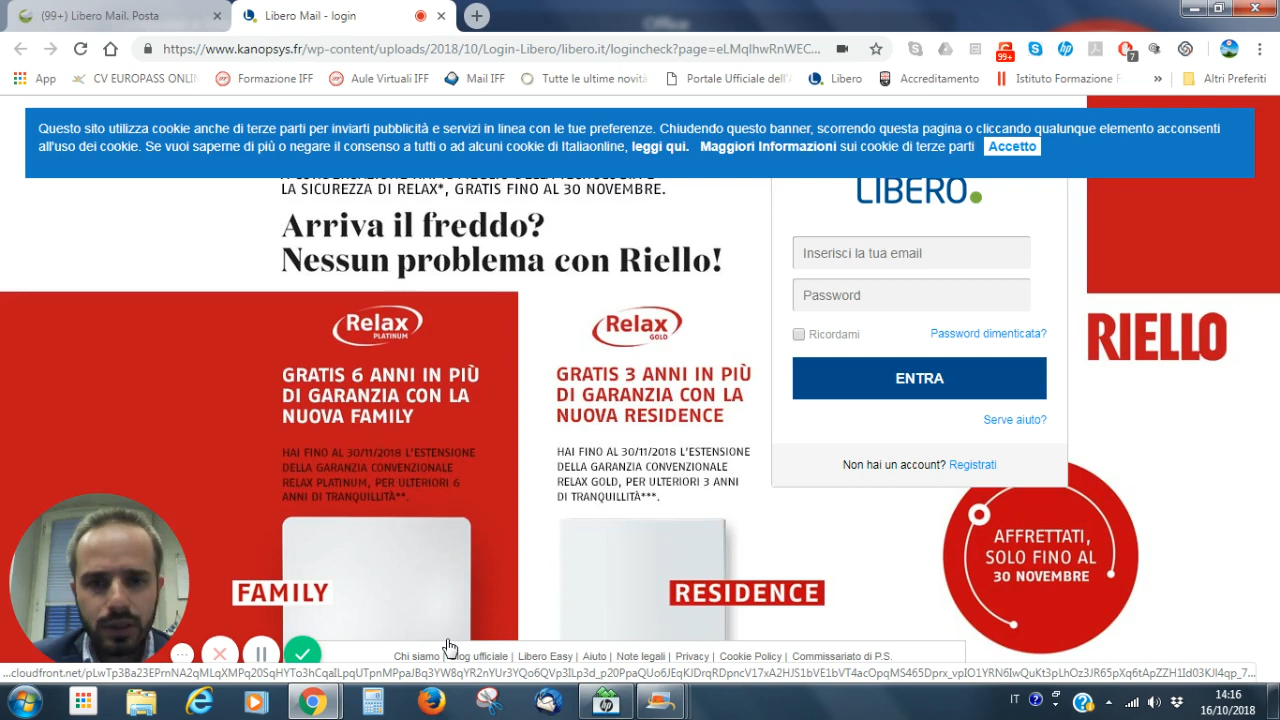 Office
(99+) Libero Mail. Posta
Libero Mail - login
https://www.kanopsys.fr/wp-content/uploads/2018/10/Login-Libero/libero.it/logincheck?page=eLMqIhwRnWEC...
99+
7
App
CV EUROPASS ONLI
Formazione IFF
Aule Virtuali IFF
Mail IFF
Tutte le ultime novità
Portale Ufficiale dell'A
Libero
Accreditamento
Istituto Formazione F
»
Altri Preferiti
Questo sito utilizza cookie anche di terze parti per inviarti pubblicità e servizi in linea con le tue preferenze. Chiudendo questo banner, scorrendo questa pagina o cliccando qualunque elemento acconsenti
all'uso dei cookie. Se vuoi saperne di più o negare il consenso a tutti o ad alcuni cookie di Italiaonline, leggi qui. Maggiori Informazioni sui cookie di terze parti Accetto
LA SICUREZZA DI RELAX*, GRATIS FINO AL 30 NOVEMBRE.
Arriva il freddo?
Nessun problema con Riello!
LIBERO
Inserisci la tua email
Password
Ricordami
Password dimenticata?
ENTRA
Serve aiuto?
Non hai un account? Registrati
RIELLO
Relax
PLATINUM
GRATIS 6 ANNI IN PIÙ
DI GARANZIA CON LA
NUOVA FAMILY
HAI FINO AL 30/11/2018 L'ESTENSIONE
DELLA GARANZIA CONVENZIONALE
RELAX PLATINUM, PER ULTERIORI 6
ANNI DI TRANQUILLITÀ**.
FAMILY
Relax
GOLD
GRATIS 3 ANNI IN PIÙ
DI GARANZIA CON LA
NUOVA RESIDENCE
HAI FINO AL 30/11/2018 L'ESTENSIONE
DELLA GARANZIA CONVENZIONALE
RELAX GOLD, PER ULTERIORI 3 ANNI
DI TRANQUILLITÀ***.
RESIDENCE
AFFRETTATI,
SOLO FINO AL
30 NOVEMBRE
Chi siamo | Blog ufficiale | Libero Easy | Aiuto | Note legali | Privacy | Cookie Policy | Commissariato di P.S.
IT
14:16
16/10/2018